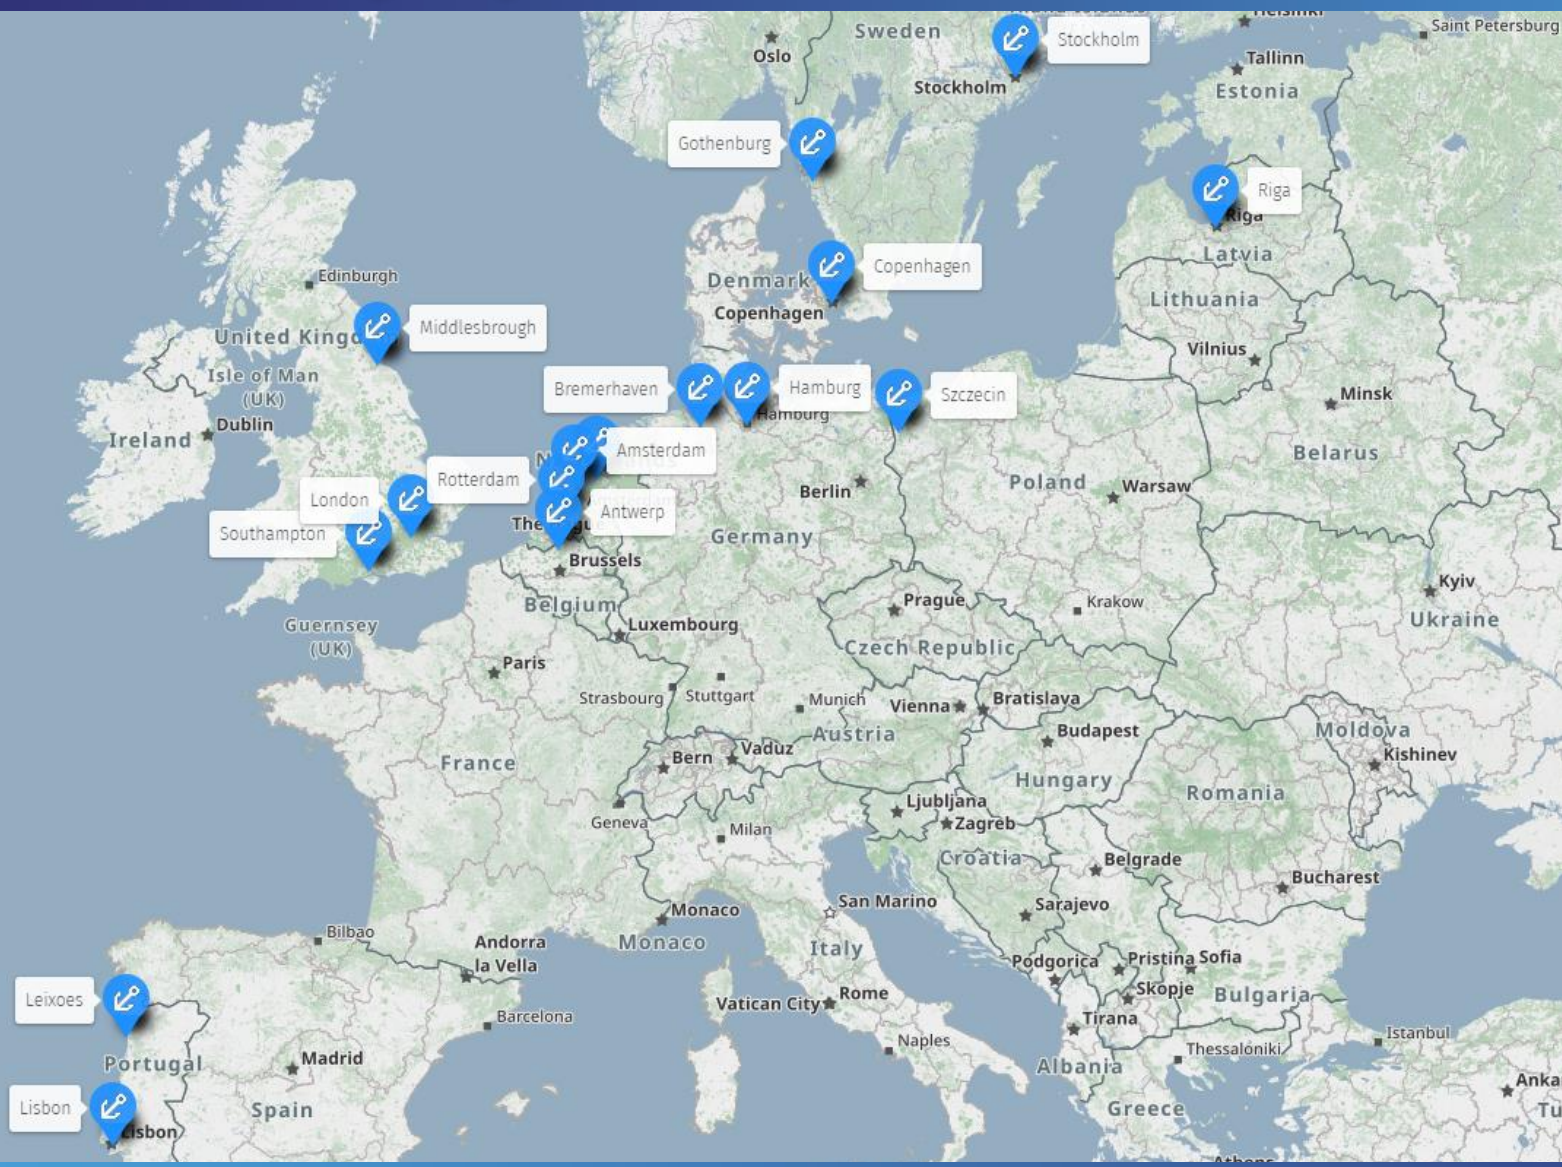 Sweden
Stockholm
Saint Petersburg
Oslo
Tallinn
Stockholm
Estonia
Gothenburg
Riga
Riga
Latvia
Copenhagen
Denmark
Edinburgh
Lithuania
Copenhagen
Middlesbrough
United Kingdo
Vilnius
Isle of Man
(UK)
Bremerhaven
Hamburg
Szczecin
Minsk
Hamburg
Dublin
Ireland
Amsterdam
Belarus
Rotterdam
Poland
Warsaw
Berlin
London
Antwerp
Southampton
Germany
Brussels
Kyiv
Belgium
Prague
Krakow
Ukraine
Guernsey
(UK)
Luxembourg
Czech Republic
Paris
Strasbourg
Stuttgart
Munich
Vienna
Bratislava
Austria
Budapest
Moldova
Bern
Vaduz
Kishinev
France
Hungary
Romania
Ljubljana
Zagreb
Geneva
Milan
Croatia
Belgrade
Bucharest
San Marino
Sarajevo
Monaco
Monaco
Bilbao
Andorra
la Vella
Italy
Podgorica
Pristina
Sofia
Leixoes
Vatican City
Rome
Skopje
Bulgaria
Barcelona
Tirana
Istanbul
Naples
Thessaloniki
Portugal
Madrid
Albania
Anka
Lisbon
Spain
Greece
Tu
Lisbon